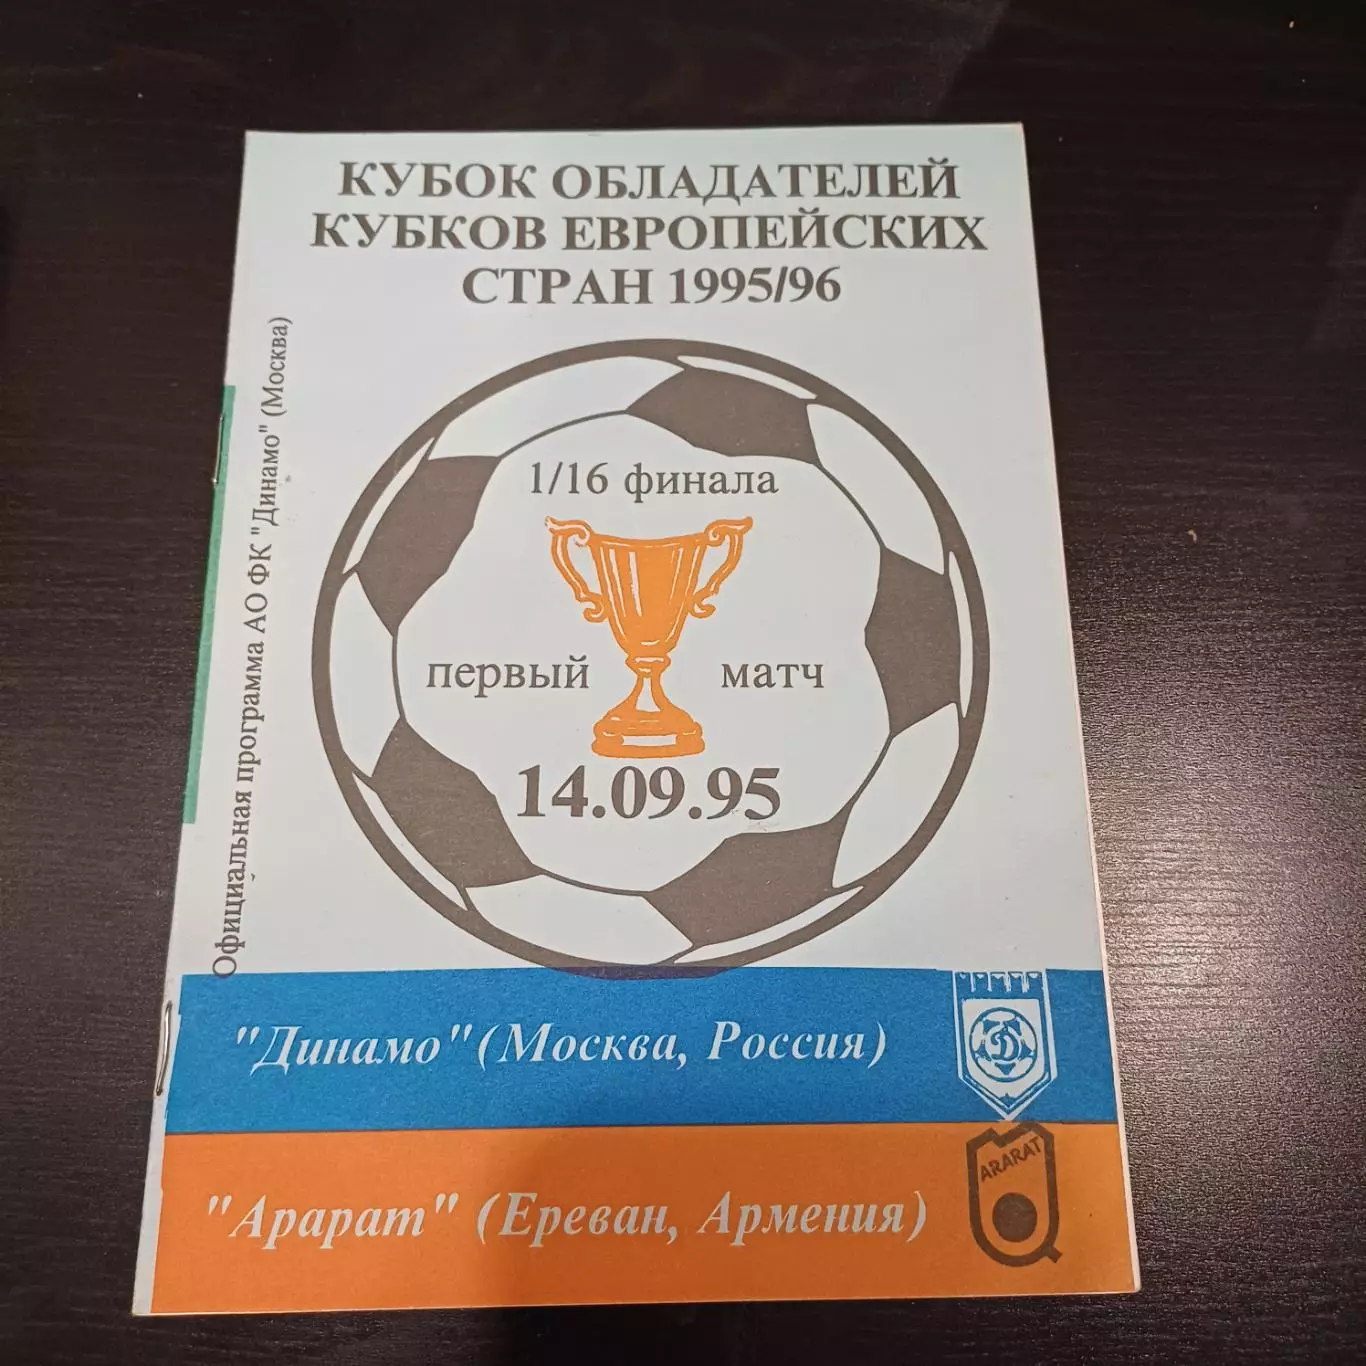 КУБОК ОБЛАДАТЕЛЕЙ
КУБКОВ ЕВРОПЕЙСКИХ
СТРАН 1995/96
Официальная программа АО ФК "Динамо" (Москва)
1/16 финала
первый матч
14.09.95
"Динамо" (Москва, Россия)
Д
"Арарат" (Ереван, Армения)
ARARAT